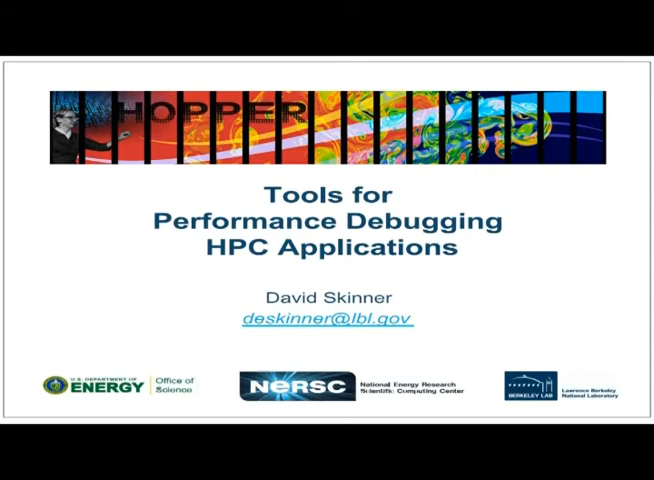 HOPPER
Tools for
Performance Debugging
HPC Applications
David Skinner
deskinner@lbl.gov
U.S. DEPARTMENT OF
ENERGY
Office of
Science
NERSC
National Energy Research
Scientific Computing Center
BERKELEY LAB
Lawrence Berkeley
National Laboratory